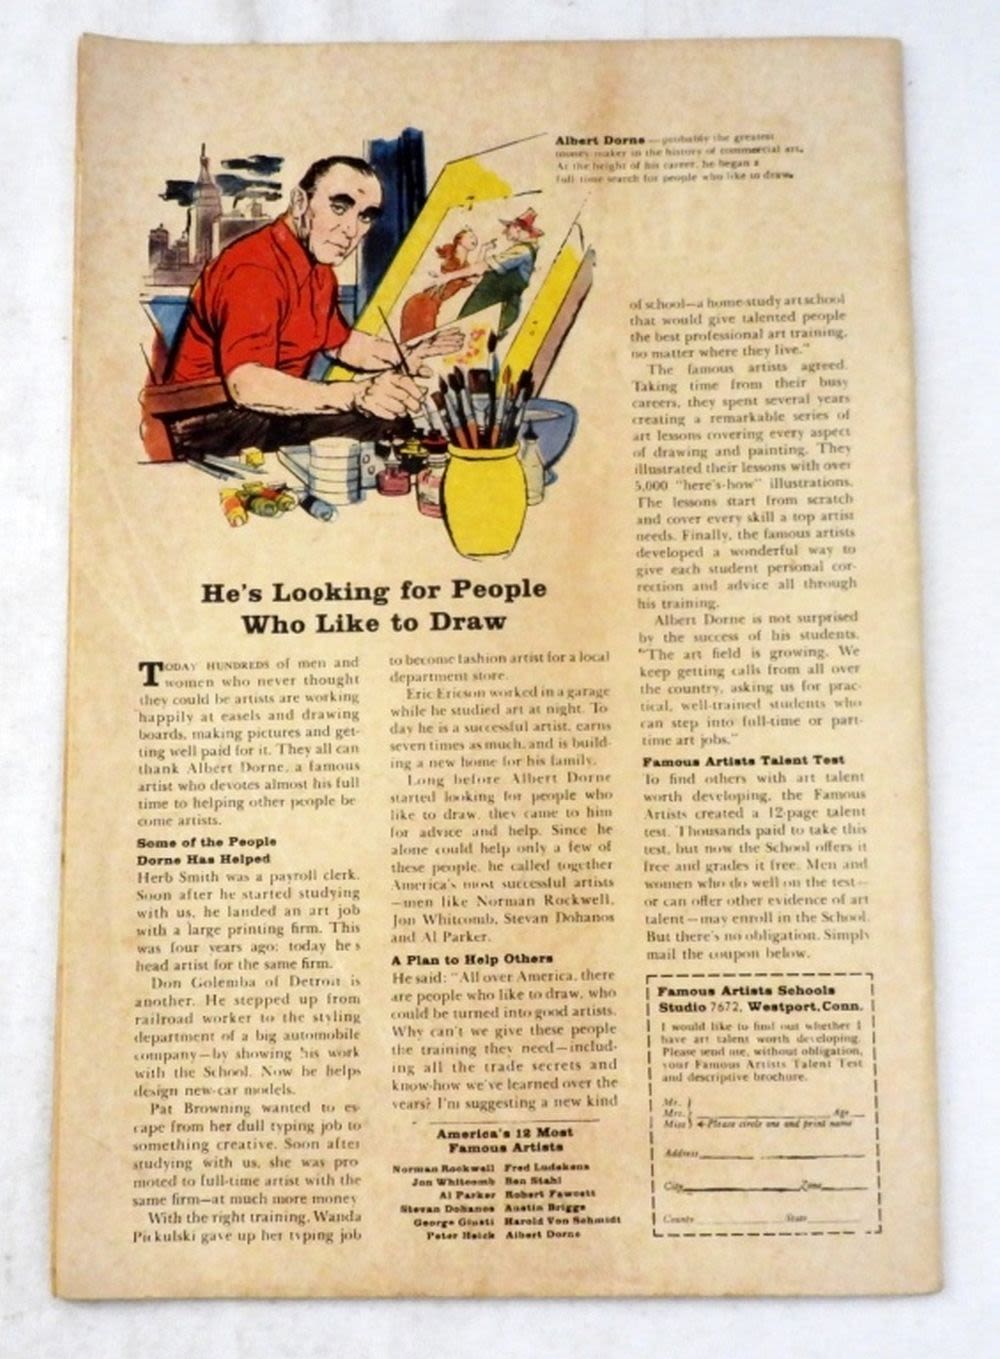 Albert Dorne — probably the greatest
money maker in the history of commercial art.
At the height of his career, he began a
full time search for people who like to draw.
He's Looking for People
Who Like to Draw
TODAY HUNDREDS of men and
women who never thought
they could be artists are working
happily at easels and drawing
boards, making pictures and get-
ting well paid for it. They all can
thank Albert Dorne, a famous
artist who devotes almost his full
time to helping other people be
come artists.
Some of the People
Dorne Has Helped
Herb Smith was a payroll clerk.
Soon after he started studying
with us, he landed an art job
with a large printing firm. This
was four years ago; today he's
head artist for the same firm.
Don Golemba of Detroit is
another. He stepped up from
railroad worker to the styling
department of a big automobile
company—by showing his work
with the School. Now he helps
design new-car models.
Pat Browning wanted to es-
cape from her dull typing job to
something creative. Soon after
studying with us, she was pro
moted to full-time artist with the
same firm—at much more money
With the right training, Wanda
Pickulski gave up her typing job
to become fashion artist for a local
department store.
Eric Ericson worked in a garage
while he studied art at night. To
day he is a successful artist, earns
seven times as much, and is build-
ing a new home for his family.
Long before Albert Dorne
started looking for people who
like to draw, they came to him
for advice and help. Since he
alone could help only a few of
these people, he called together
America's most successful artists
—men like Norman Rockwell,
Jon Whitcomb, Stevan Dohanos
and Al Parker.
A Plan to Help Others
He said: "All over America, there
are people who like to draw, who
could be turned into good artists.
Why can't we give these people
the training they need—includ-
ing all the trade secrets and
know-how we've learned over the
years? I'm suggesting a new kind
America's 12 Most
Famous Artists
Norman Rockwell Fred Ludekens
Jon Whitcomb Ben Stahl
Al Parker Robert Fawcett
Stevan Dohanos Austin Briggs
George Giusti Harold Von Schmidt
Peter Helck Albert Dorne
of school—a home-study art school
that would give talented people
the best professional art training,
no matter where they live."
The famous artists agreed.
Taking time from their busy
careers, they spent several years
creating a remarkable series of
art lessons covering every aspect
of drawing and painting. They
illustrated their lessons with over
5,000 "here's-how" illustrations.
The lessons start from scratch
and cover every skill a top artist
needs. Finally, the famous artists
developed a wonderful way to
give each student personal cor-
rection and advice all through
his training.
Albert Dorne is not surprised
by the success of his students.
"The art field is growing. We
keep getting calls from all over
the country, asking us for prac-
tical, well-trained students who
can step into full-time or part-
time art jobs."
Famous Artists Talent Test
To find others with art talent
worth developing, the Famous
Artists created a 12-page talent
test. Thousands paid to take this
test, but now the School offers it
free and grades it free. Men and
women who do well on the test—
or can offer other evidence of art
talent—may enroll in the School.
But there's no obligation. Simply
mail the coupon below.
Famous Artists Schools
Studio 7672, Westport, Conn.
I would like to find out whether I
have art talent worth developing.
Please send me, without obligation,
your Famous Artists Talent Test
and descriptive brochure.
Mr.
Mrs. Age
Miss Please circle one and print name
Address
City Zone
County State